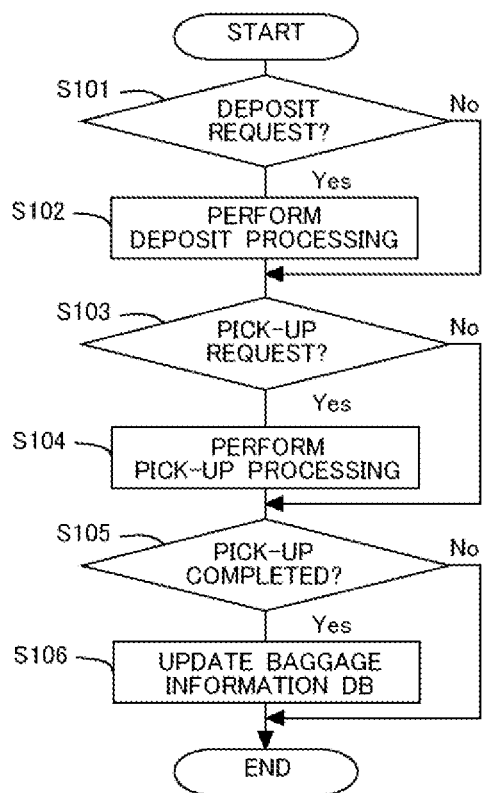 START
S101
DEPOSIT
REQUEST?
No
Yes
S102
PERFORM
DEPOSIT PROCESSING
S103
PICK-UP
REQUEST?
No
Yes
S104
PERFORM
PICK-UP PROCESSING
S105
PICK-UP
COMPLETED?
No
Yes
S106
UPDATE BAGGAGE
INFORMATION DB
END